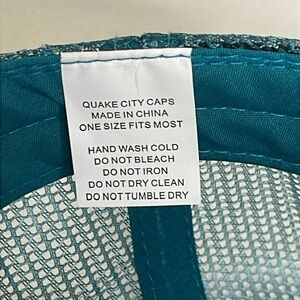 QUAKE CITY CAPS
MADE IN CHINA
ONE SIZE FITS MOST
HAND WASH COLD
DO NOT BLEACH
DO NOT IRON
DO NOT DRY CLEAN
DO NOT TUMBLE DRY